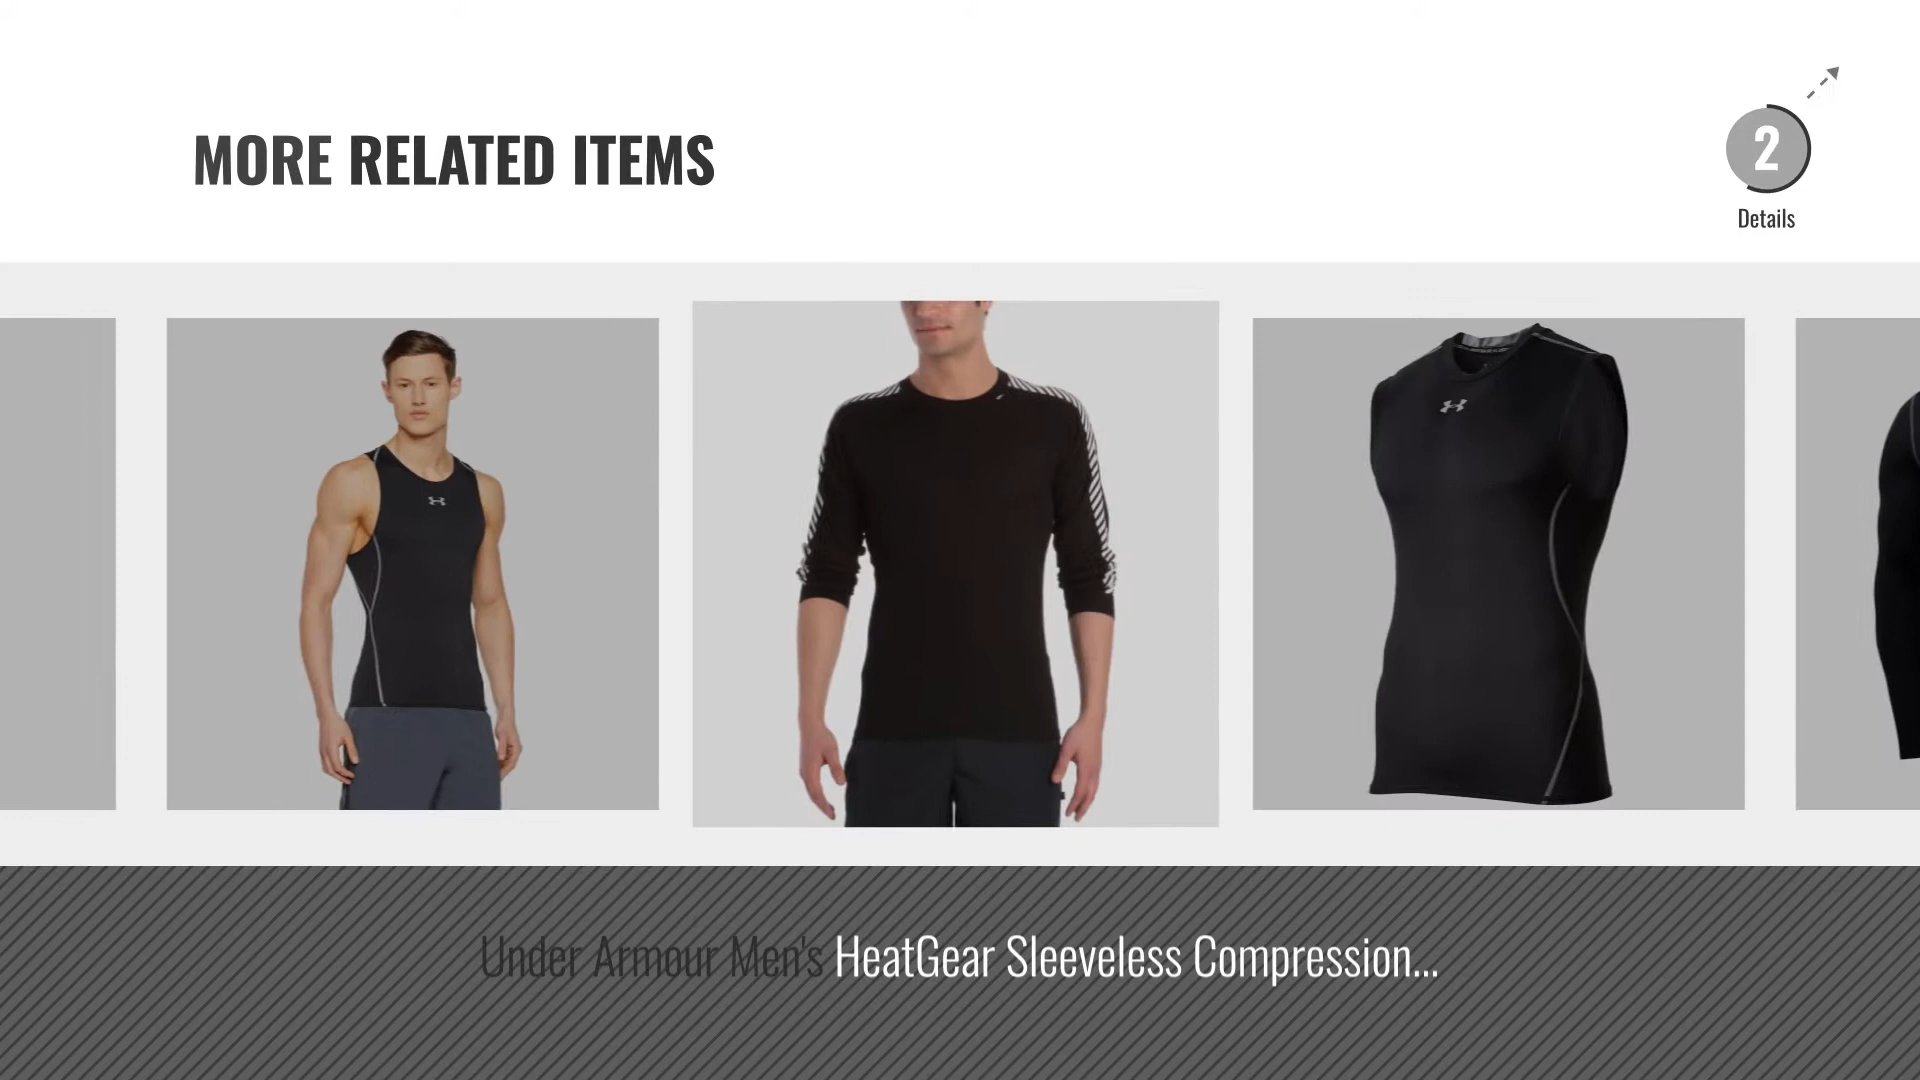 MORE RELATED ITEMS
2
Details
Under Armour Men's HeatGear Sleeveless Compression...